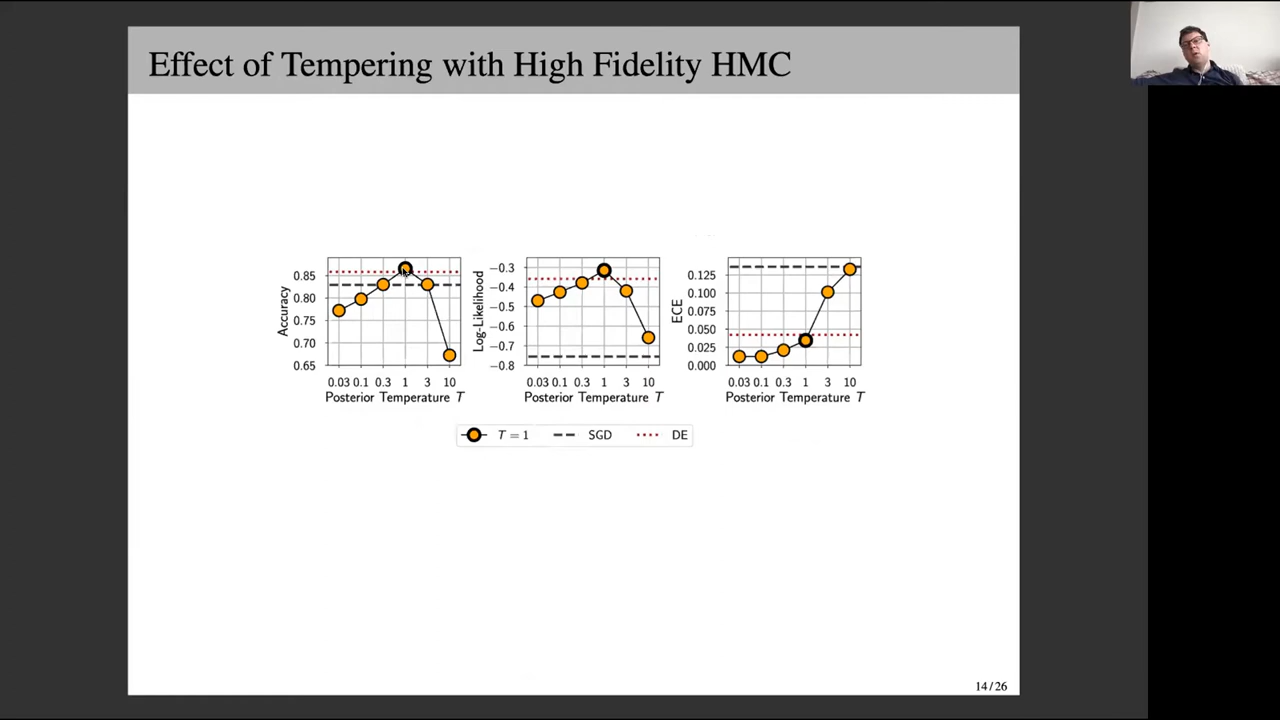 Effect of Tempering with High Fidelity HMC
Accuracy
0.85
0.80
0.75
0.70
0.65
0.03 0.1 0.3 1 3 10
Posterior Temperature T
Log-Likelihood
−0.3
−0.4
−0.5
−0.6
−0.7
−0.8
0.03 0.1 0.3 1 3 10
Posterior Temperature T
ECE
0.125
0.100
0.075
0.050
0.025
0.000
0.03 0.1 0.3 1 3 10
Posterior Temperature T
T = 1 SGD DE
14/26